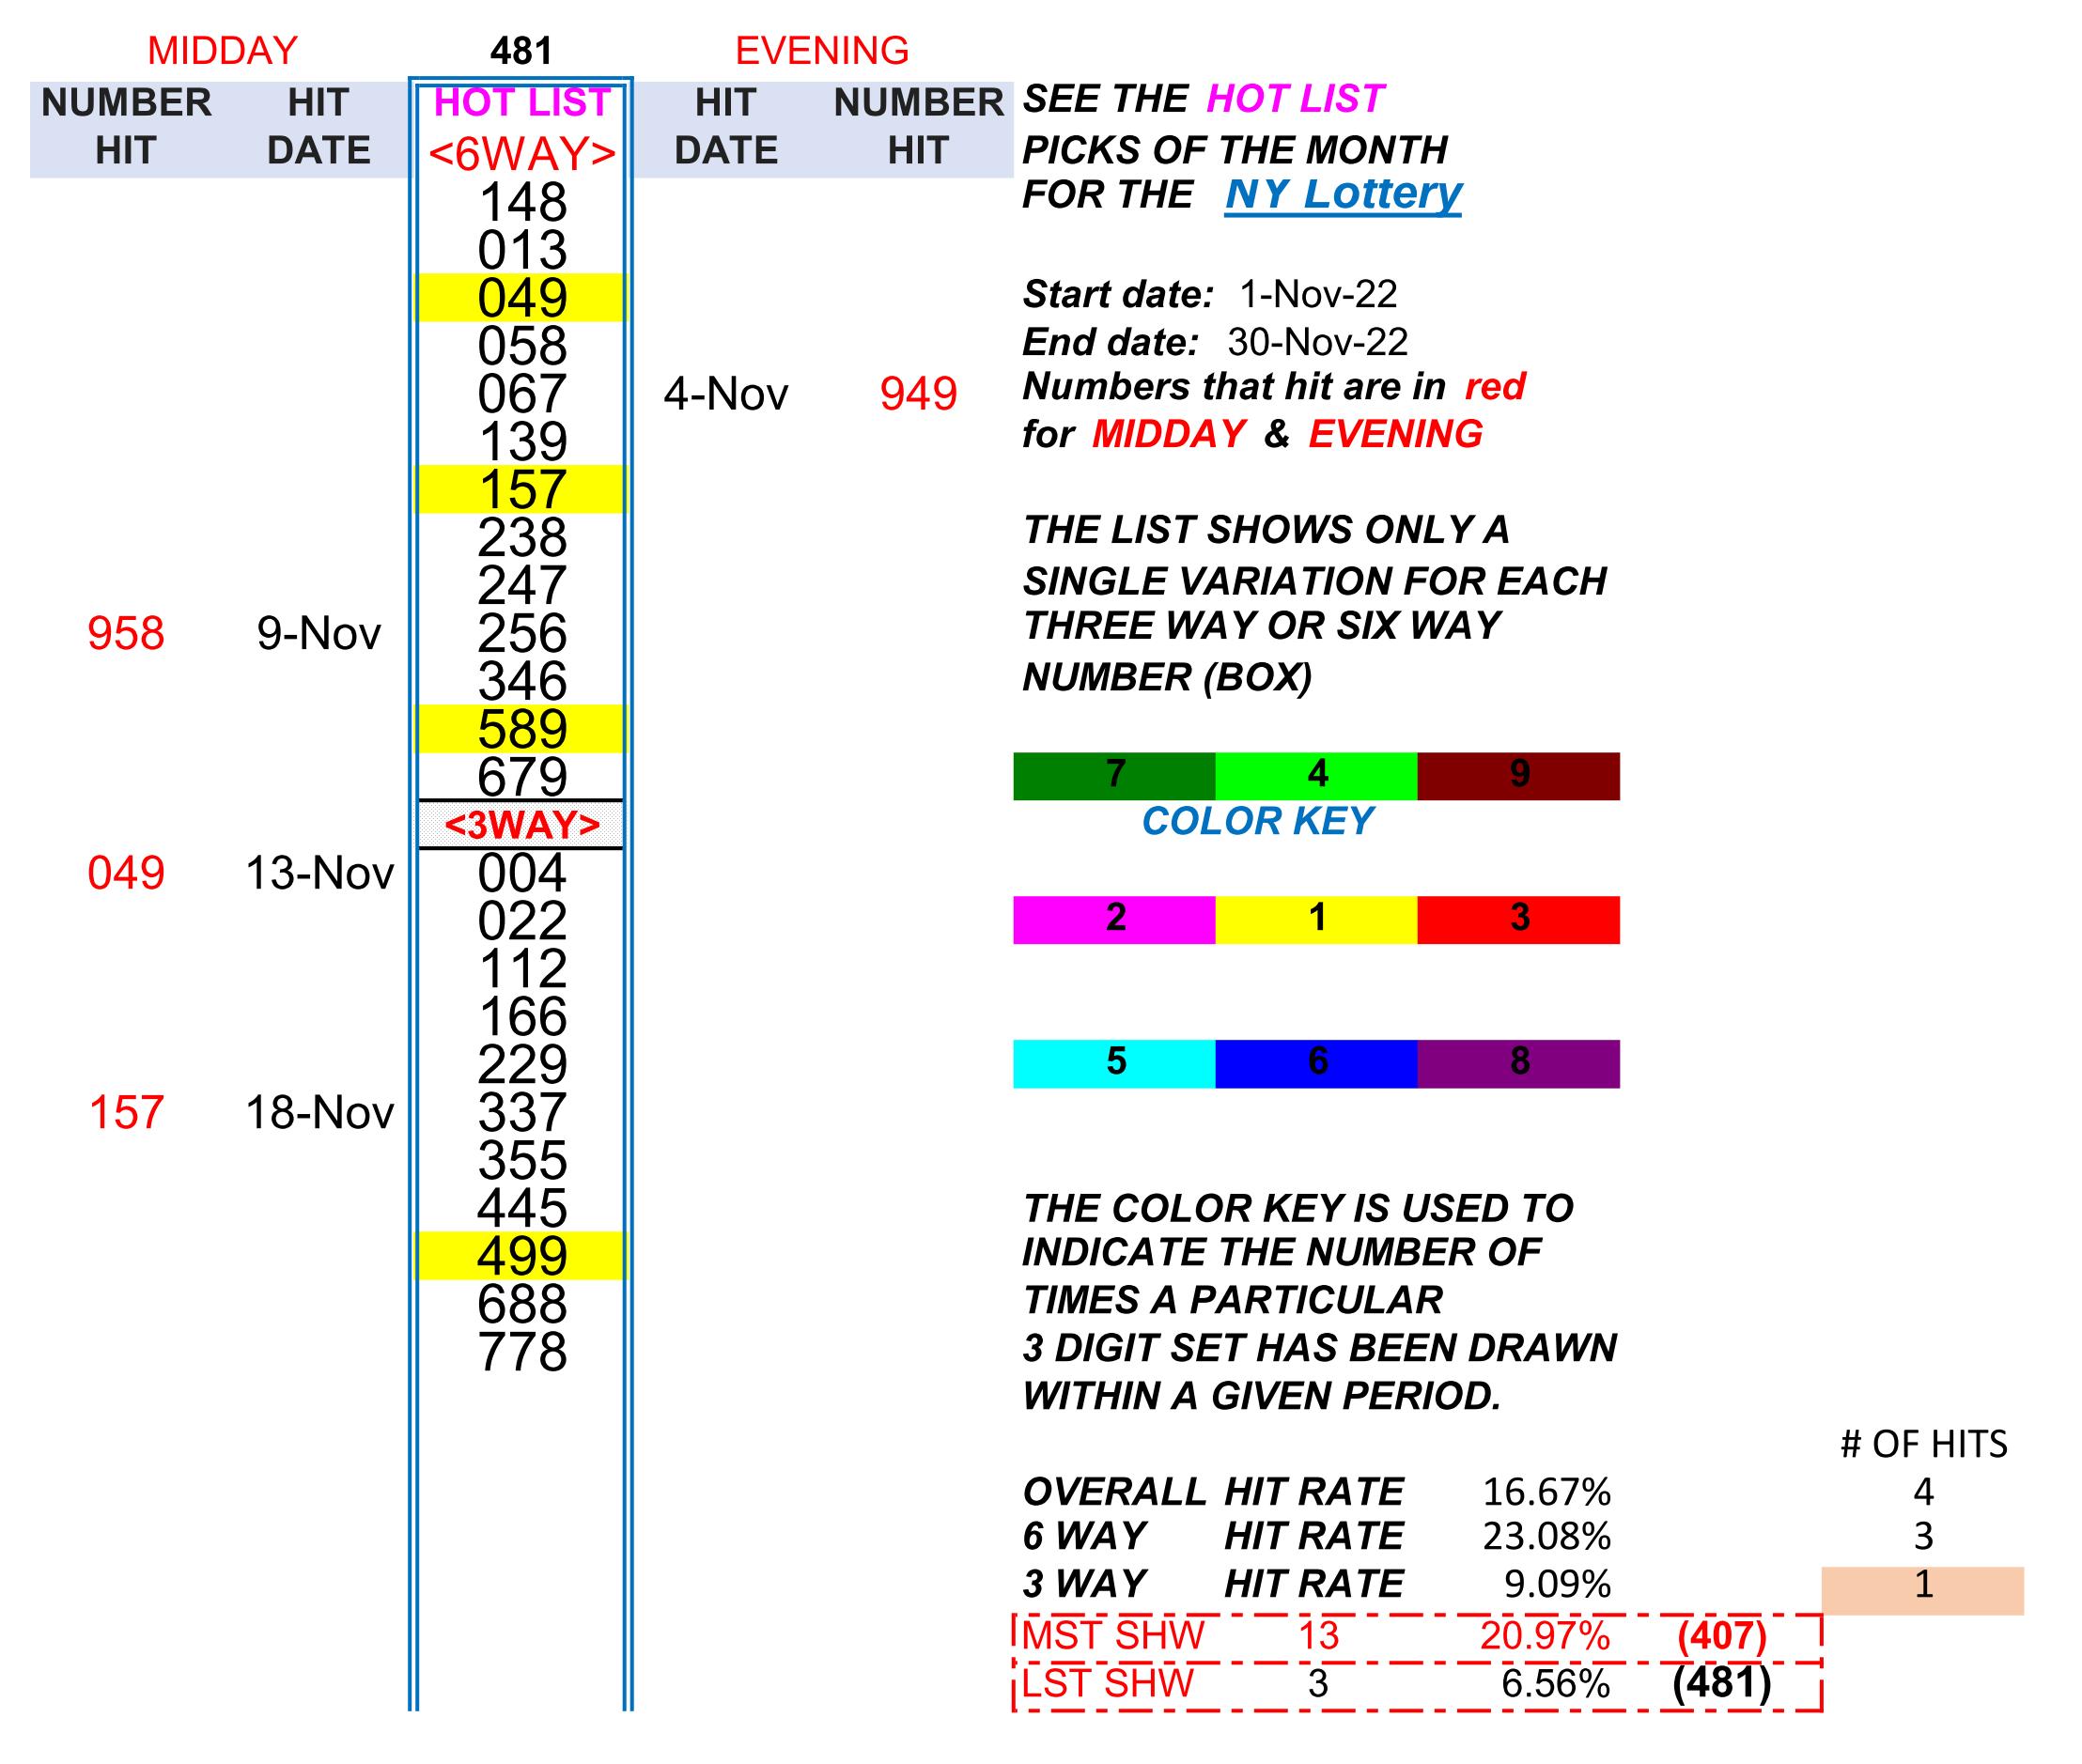 MIDDAY 481 EVENING
NUMBER HIT HOT LIST HIT NUMBER SEE THE HOT LIST
HIT DATE <6WAY> DATE HIT PICKS OF THE MONTH
148 FOR THE NY Lottery
013
049 Start date: 1-Nov-22
058 End date: 30-Nov-22
067 4-Nov 949 Numbers that hit are in red
139 for MIDDAY & EVENING
157
238 THE LIST SHOWS ONLY A
247 SINGLE VARIATION FOR EACH
958 9-Nov 256 THREE WAY OR SIX WAY
346 NUMBER (BOX)
589
679 7 4 9
<3WAY> COLOR KEY
049 13-Nov 004
022 2 1 3
112
166
229 5 6 8
157 18-Nov 337
355
445 THE COLOR KEY IS USED TO
499 INDICATE THE NUMBER OF
688 TIMES A PARTICULAR
778 3 DIGIT SET HAS BEEN DRAWN
WITHIN A GIVEN PERIOD.
# OF HITS
OVERALL HIT RATE 16.67% 4
6 WAY HIT RATE 23.08% 3
3 WAY HIT RATE 9.09% 1
MST SHW 13 20.97% (407)
LST SHW 3 6.56% (481)